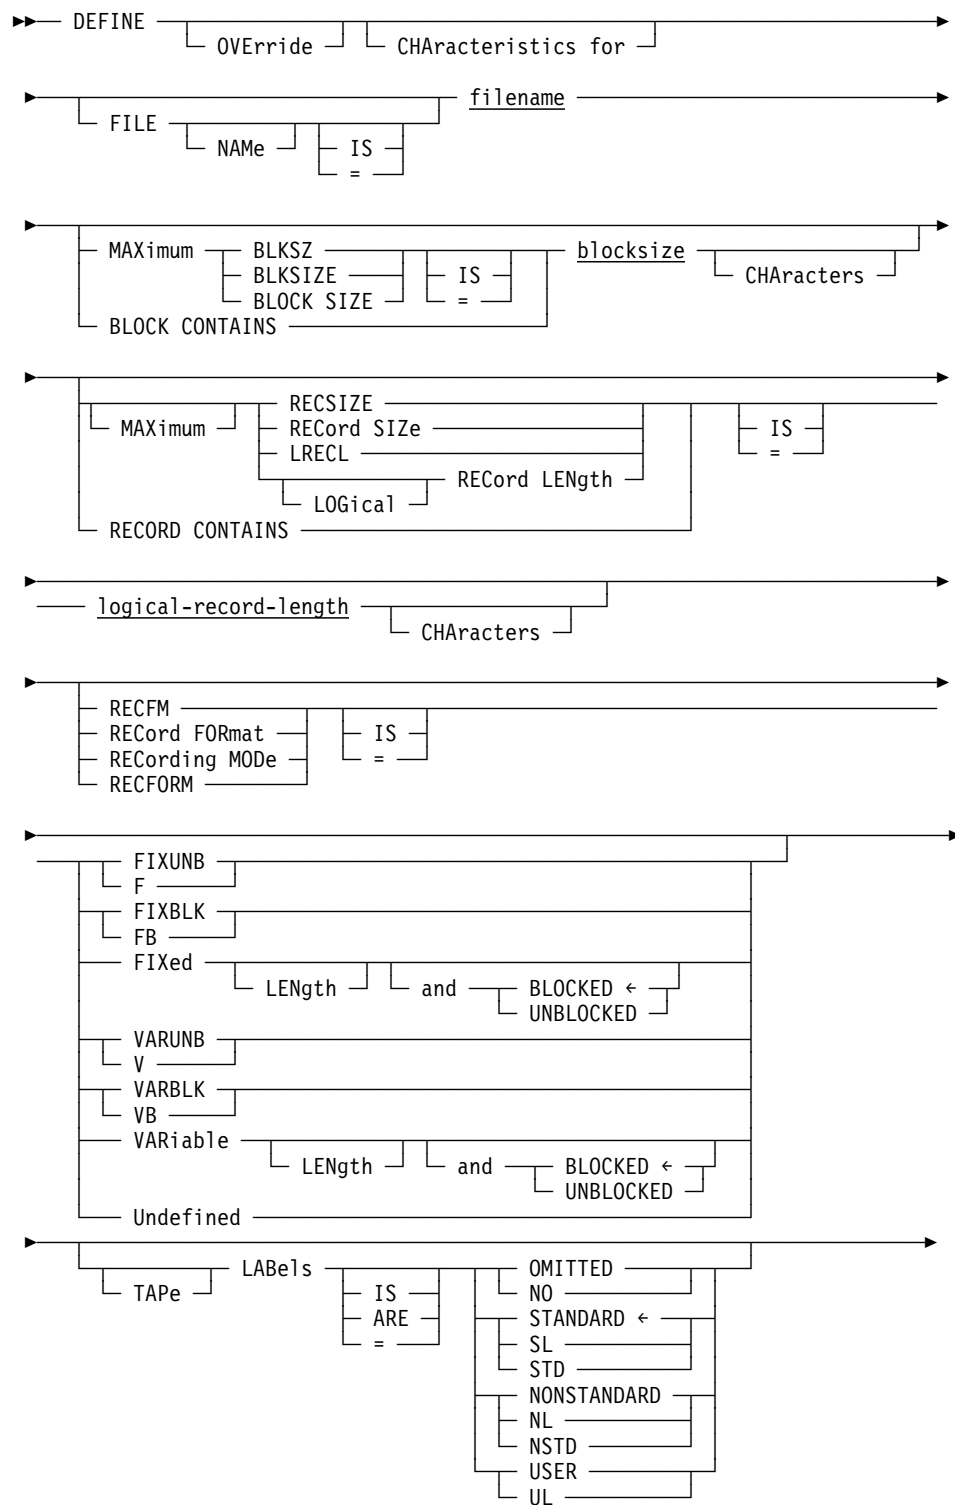 DEFINE
OVErride CHAracteristics for
filename
FILE
NAMe IS
=
MAXimum BLKSZ blocksize
BLKSIZE IS CHAracters
BLOCK SIZE =
BLOCK CONTAINS
RECSIZE
MAXimum RECord SIZe IS
LRECL =
RECord LENgth
LOGical
RECORD CONTAINS
logical-record-length
CHAracters
RECFM
RECord FORmat IS
RECording MODe =
RECFORM
FIXUNB
F
FIXBLK
FB
FIXed
LENgth and BLOCKED ←
UNBLOCKED
VARUNB
V
VARBLK
VB
VARiable
LENgth and BLOCKED ←
UNBLOCKED
Undefined
LABels OMITTED
TAPe IS NO
ARE STANDARD ←
= SL
STD
NONSTANDARD
NL
NSTD
USER
UL